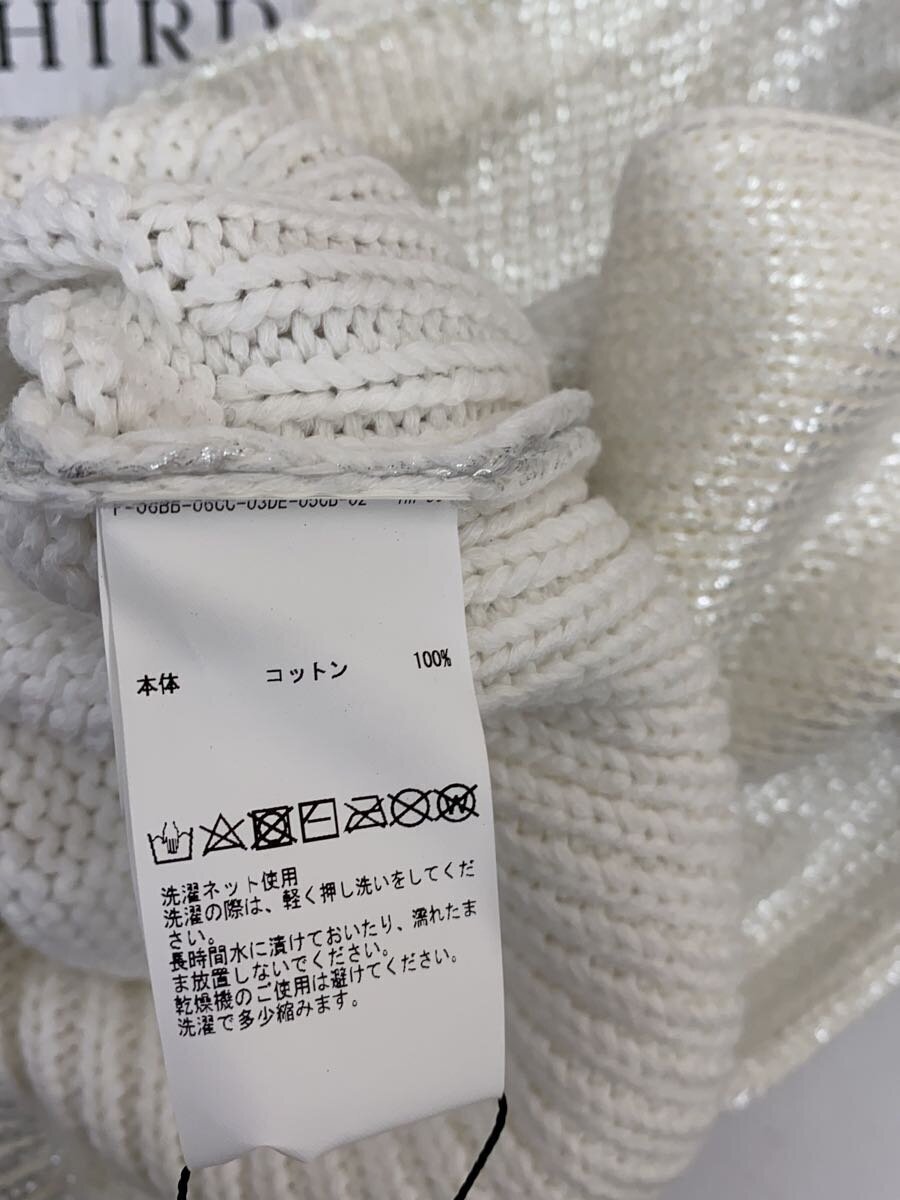 HIRD
本体 コットン 100%
洗濯ネット使用
洗濯の際は、軽く押し洗いをしてくだ
さい。
長時間水に漬けておいたり、濡れたま
ま放置しないでください。
乾燥機のご使用は避けてください。
洗濯で多少縮みます。